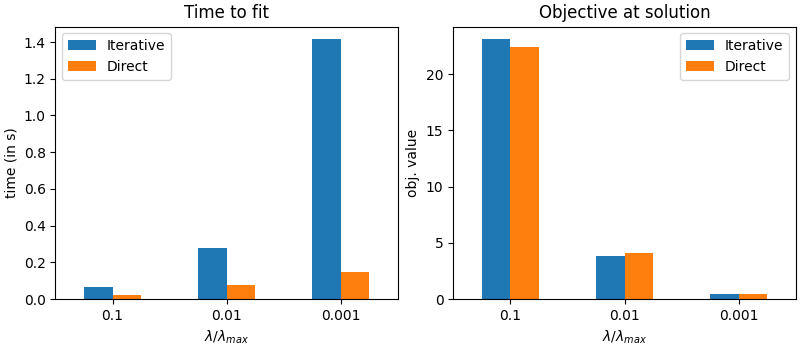 Time to fit
Iterative
Direct
time (in s)
1.4
1.2
1.0
0.8
0.6
0.4
0.2
0.0
0.1
0.01
0.001
λ/λmax
Objective at solution
Iterative
Direct
obj. value
20
15
10
5
0
0.1
0.01
0.001
λ/λmax